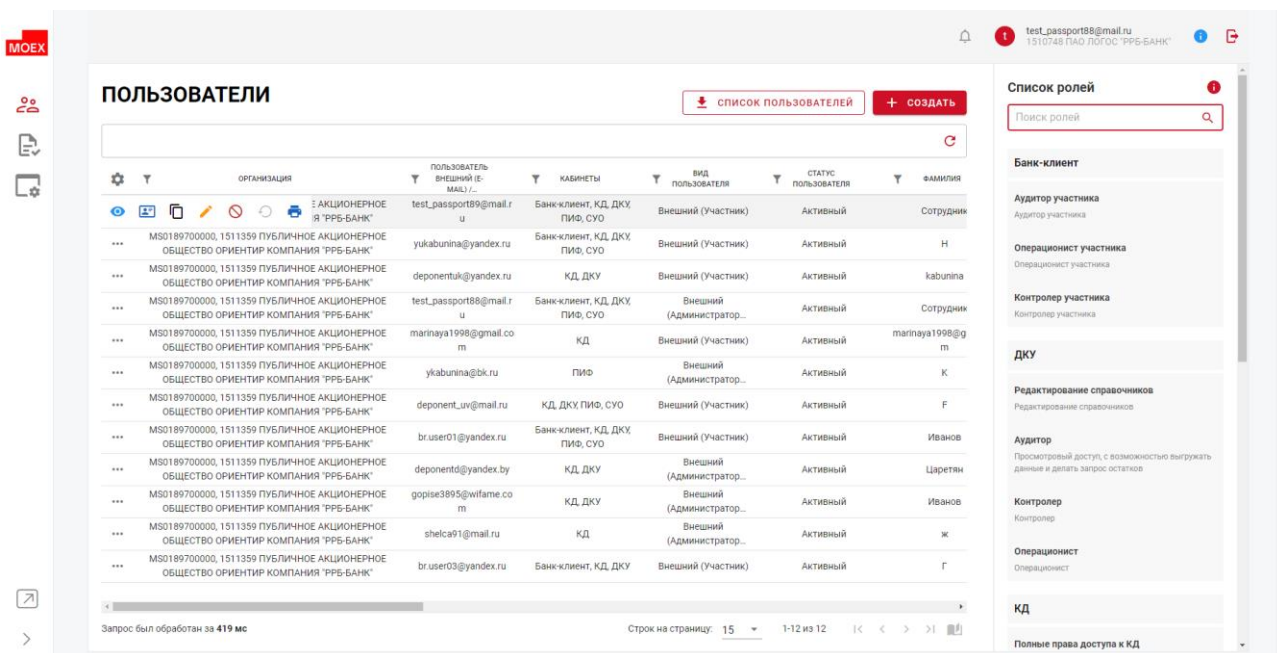 MOEX
test_passport88@mail.ru
t
1510748 ПАО ЛОГОС "РРБ-БАНК"
ПОЛЬЗОВАТЕЛИ
СПИСОК ПОЛЬЗОВАТЕЛЕЙ
+ СОЗДАТЬ
ОРГАНИЗАЦИЯ
ПОЛЬЗОВАТЕЛЬ
ВНЕШНИЙ (E-
MAIL) /...
КАБИНЕТЫ
ВИД
ПОЛЬЗОВАТЕЛЯ
СТАТУС
ПОЛЬЗОВАТЕЛЯ
ФАМИЛИЯ
Е АКЦИОНЕРНОЕ
ИЯ "РРБ-БАНК"
test_passport89@mail.r
u
Банк-клиент, КД, ДКУ,
ПИФ, СУО
Внешний (Участник)
Активный
Сотрудник
MS0189700000, 1511359 ПУБЛИЧНОЕ АКЦИОНЕРНОЕ
ОБЩЕСТВО ОРИЕНТИР КОМПАНИЯ "РРБ-БАНК"
yukabunina@yandex.ru
Банк-клиент, КД, ДКУ,
ПИФ, СУО
Внешний (Участник)
Активный
Н
MS0189700000, 1511359 ПУБЛИЧНОЕ АКЦИОНЕРНОЕ
ОБЩЕСТВО ОРИЕНТИР КОМПАНИЯ "РРБ-БАНК"
deponentuk@yandex.ru
КД, ДКУ
Внешний (Участник)
Активный
kabunina
MS0189700000, 1511359 ПУБЛИЧНОЕ АКЦИОНЕРНОЕ
ОБЩЕСТВО ОРИЕНТИР КОМПАНИЯ "РРБ-БАНК"
test_passport88@mail.r
u
Банк-клиент, КД, ДКУ,
ПИФ, СУО
Внешний
(Администратор...
Активный
Сотрудник
MS0189700000, 1511359 ПУБЛИЧНОЕ АКЦИОНЕРНОЕ
ОБЩЕСТВО ОРИЕНТИР КОМПАНИЯ "РРБ-БАНК"
marinaya1998@gmail.co
m
КД
Внешний (Участник)
Активный
marinaya1998@g
m
MS0189700000, 1511359 ПУБЛИЧНОЕ АКЦИОНЕРНОЕ
ОБЩЕСТВО ОРИЕНТИР КОМПАНИЯ "РРБ-БАНК"
ykabunina@bk.ru
ПИФ
Внешний
(Администратор...
Активный
К
MS0189700000, 1511359 ПУБЛИЧНОЕ АКЦИОНЕРНОЕ
ОБЩЕСТВО ОРИЕНТИР КОМПАНИЯ "РРБ-БАНК"
deponent_uv@mail.ru
КД, ДКУ, ПИФ, СУО
Внешний (Участник)
Активный
F
MS0189700000, 1511359 ПУБЛИЧНОЕ АКЦИОНЕРНОЕ
ОБЩЕСТВО ОРИЕНТИР КОМПАНИЯ "РРБ-БАНК"
br.user01@yandex.ru
Банк-клиент, КД, ДКУ,
ПИФ, СУО
Внешний (Участник)
Активный
Иванов
MS0189700000, 1511359 ПУБЛИЧНОЕ АКЦИОНЕРНОЕ
ОБЩЕСТВО ОРИЕНТИР КОМПАНИЯ "РРБ-БАНК"
deponentd@yandex.by
КД, ДКУ
Внешний
(Администратор...
Активный
Царетян
MS0189700000, 1511359 ПУБЛИЧНОЕ АКЦИОНЕРНОЕ
ОБЩЕСТВО ОРИЕНТИР КОМПАНИЯ "РРБ-БАНК"
gopise3895@wifame.co
m
КД, ДКУ
Внешний
(Администратор...
Активный
Иванов
MS0189700000, 1511359 ПУБЛИЧНОЕ АКЦИОНЕРНОЕ
ОБЩЕСТВО ОРИЕНТИР КОМПАНИЯ "РРБ-БАНК"
shelca91@mail.ru
КД
Внешний
(Администратор...
Активный
ж
MS0189700000, 1511359 ПУБЛИЧНОЕ АКЦИОНЕРНОЕ
ОБЩЕСТВО ОРИЕНТИР КОМПАНИЯ "РРБ-БАНК"
br.user03@yandex.ru
Банк-клиент, КД, ДКУ
Внешний (Участник)
Активный
Г
Запрос был обработан за 419 мс
Строк на страницу: 15
1-12 из 12
Список ролей
Поиск ролей
Банк-клиент
Аудитор участника
Аудитор участника
Операционист участника
Операционист участника
Контролер участника
Контролер участника
ДКУ
Редактирование справочников
Редактирование справочников
Аудитор
Просмотровый доступ, с возможностью выгружать
данные и делать запрос остатков
Контролер
Контролер
Операционист
Операционист
КД
Полные права доступа к КД